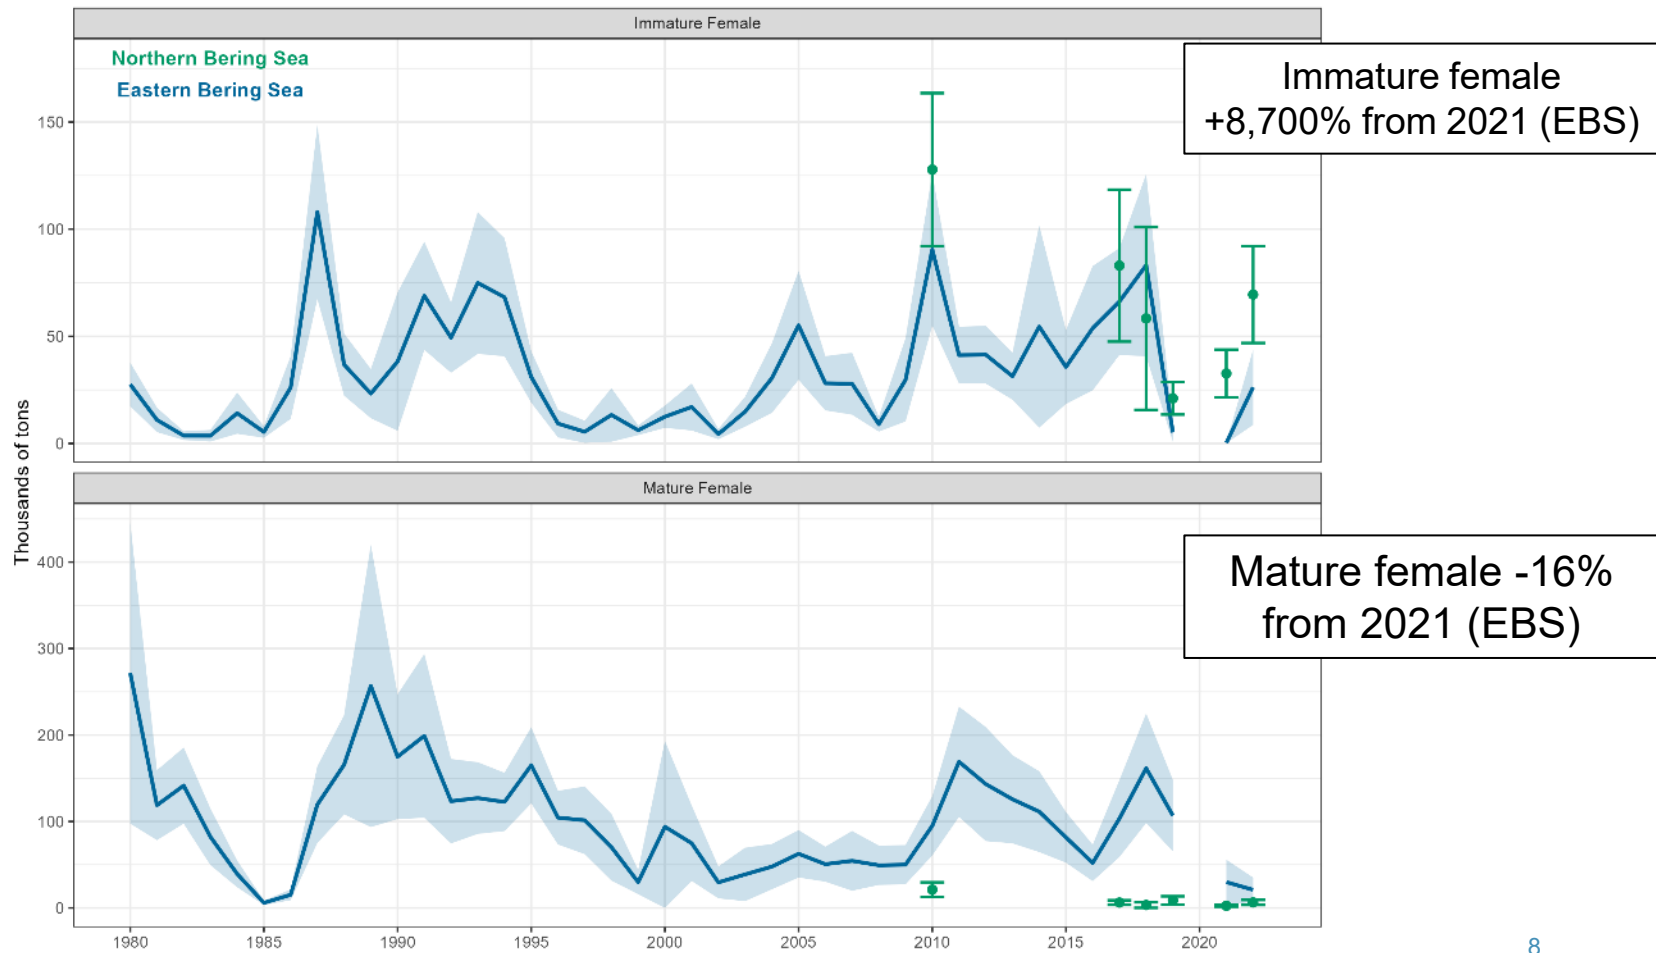 Immature Female
Northern Bering Sea
Eastern Bering Sea
Immature female
+8,700% from 2021 (EBS)
150
100
50
0
Thousands of tons
Mature Female
Mature female -16%
from 2021 (EBS)
400
300
200
100
0
1980
1985
1990
1995
2000
2005
2010
2015
2020
8